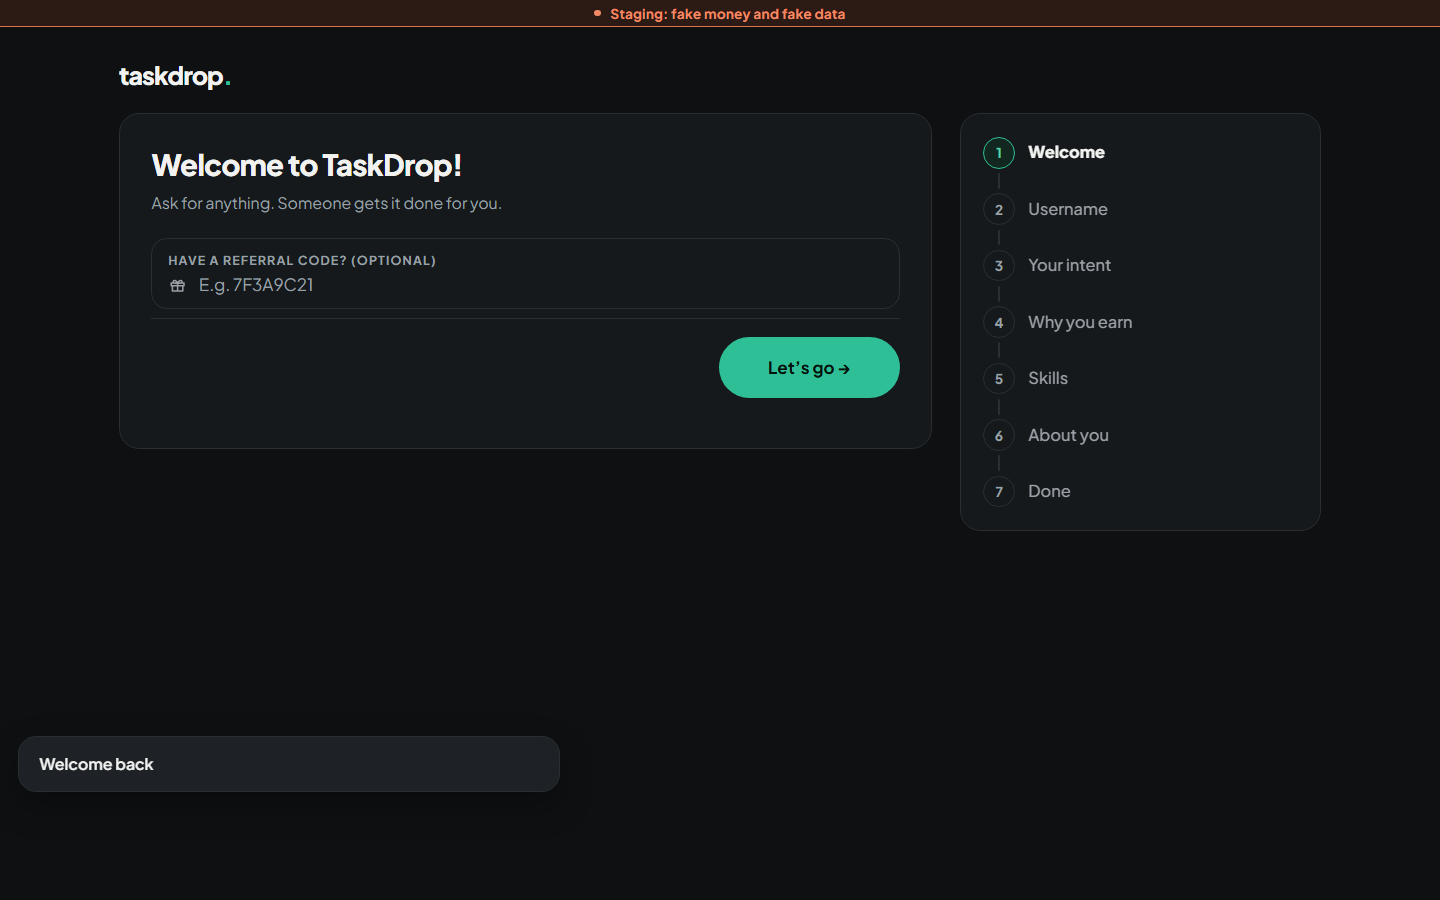 Staging: fake money and fake data
taskdrop.
Welcome to TaskDrop!
Ask for anything. Someone gets it done for you.
HAVE A REFERRAL CODE? (OPTIONAL)
E.g. 7F3A9C21
Let's go →
1 Welcome
2 Username
3 Your intent
4 Why you earn
5 Skills
6 About you
7 Done
Welcome back